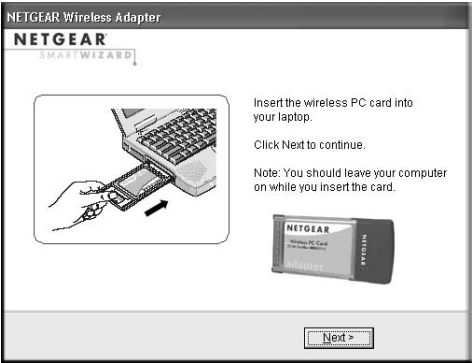 NETGEAR Wireless Adapter
NETGEAR
SMARTWIZARD
Insert the wireless PC card into
your laptop.
Click Next to continue.
Note: You should leave your computer
on while you insert the card.
NETGEAR
Wireless PC Card
NETGEAR
adapter
Next >